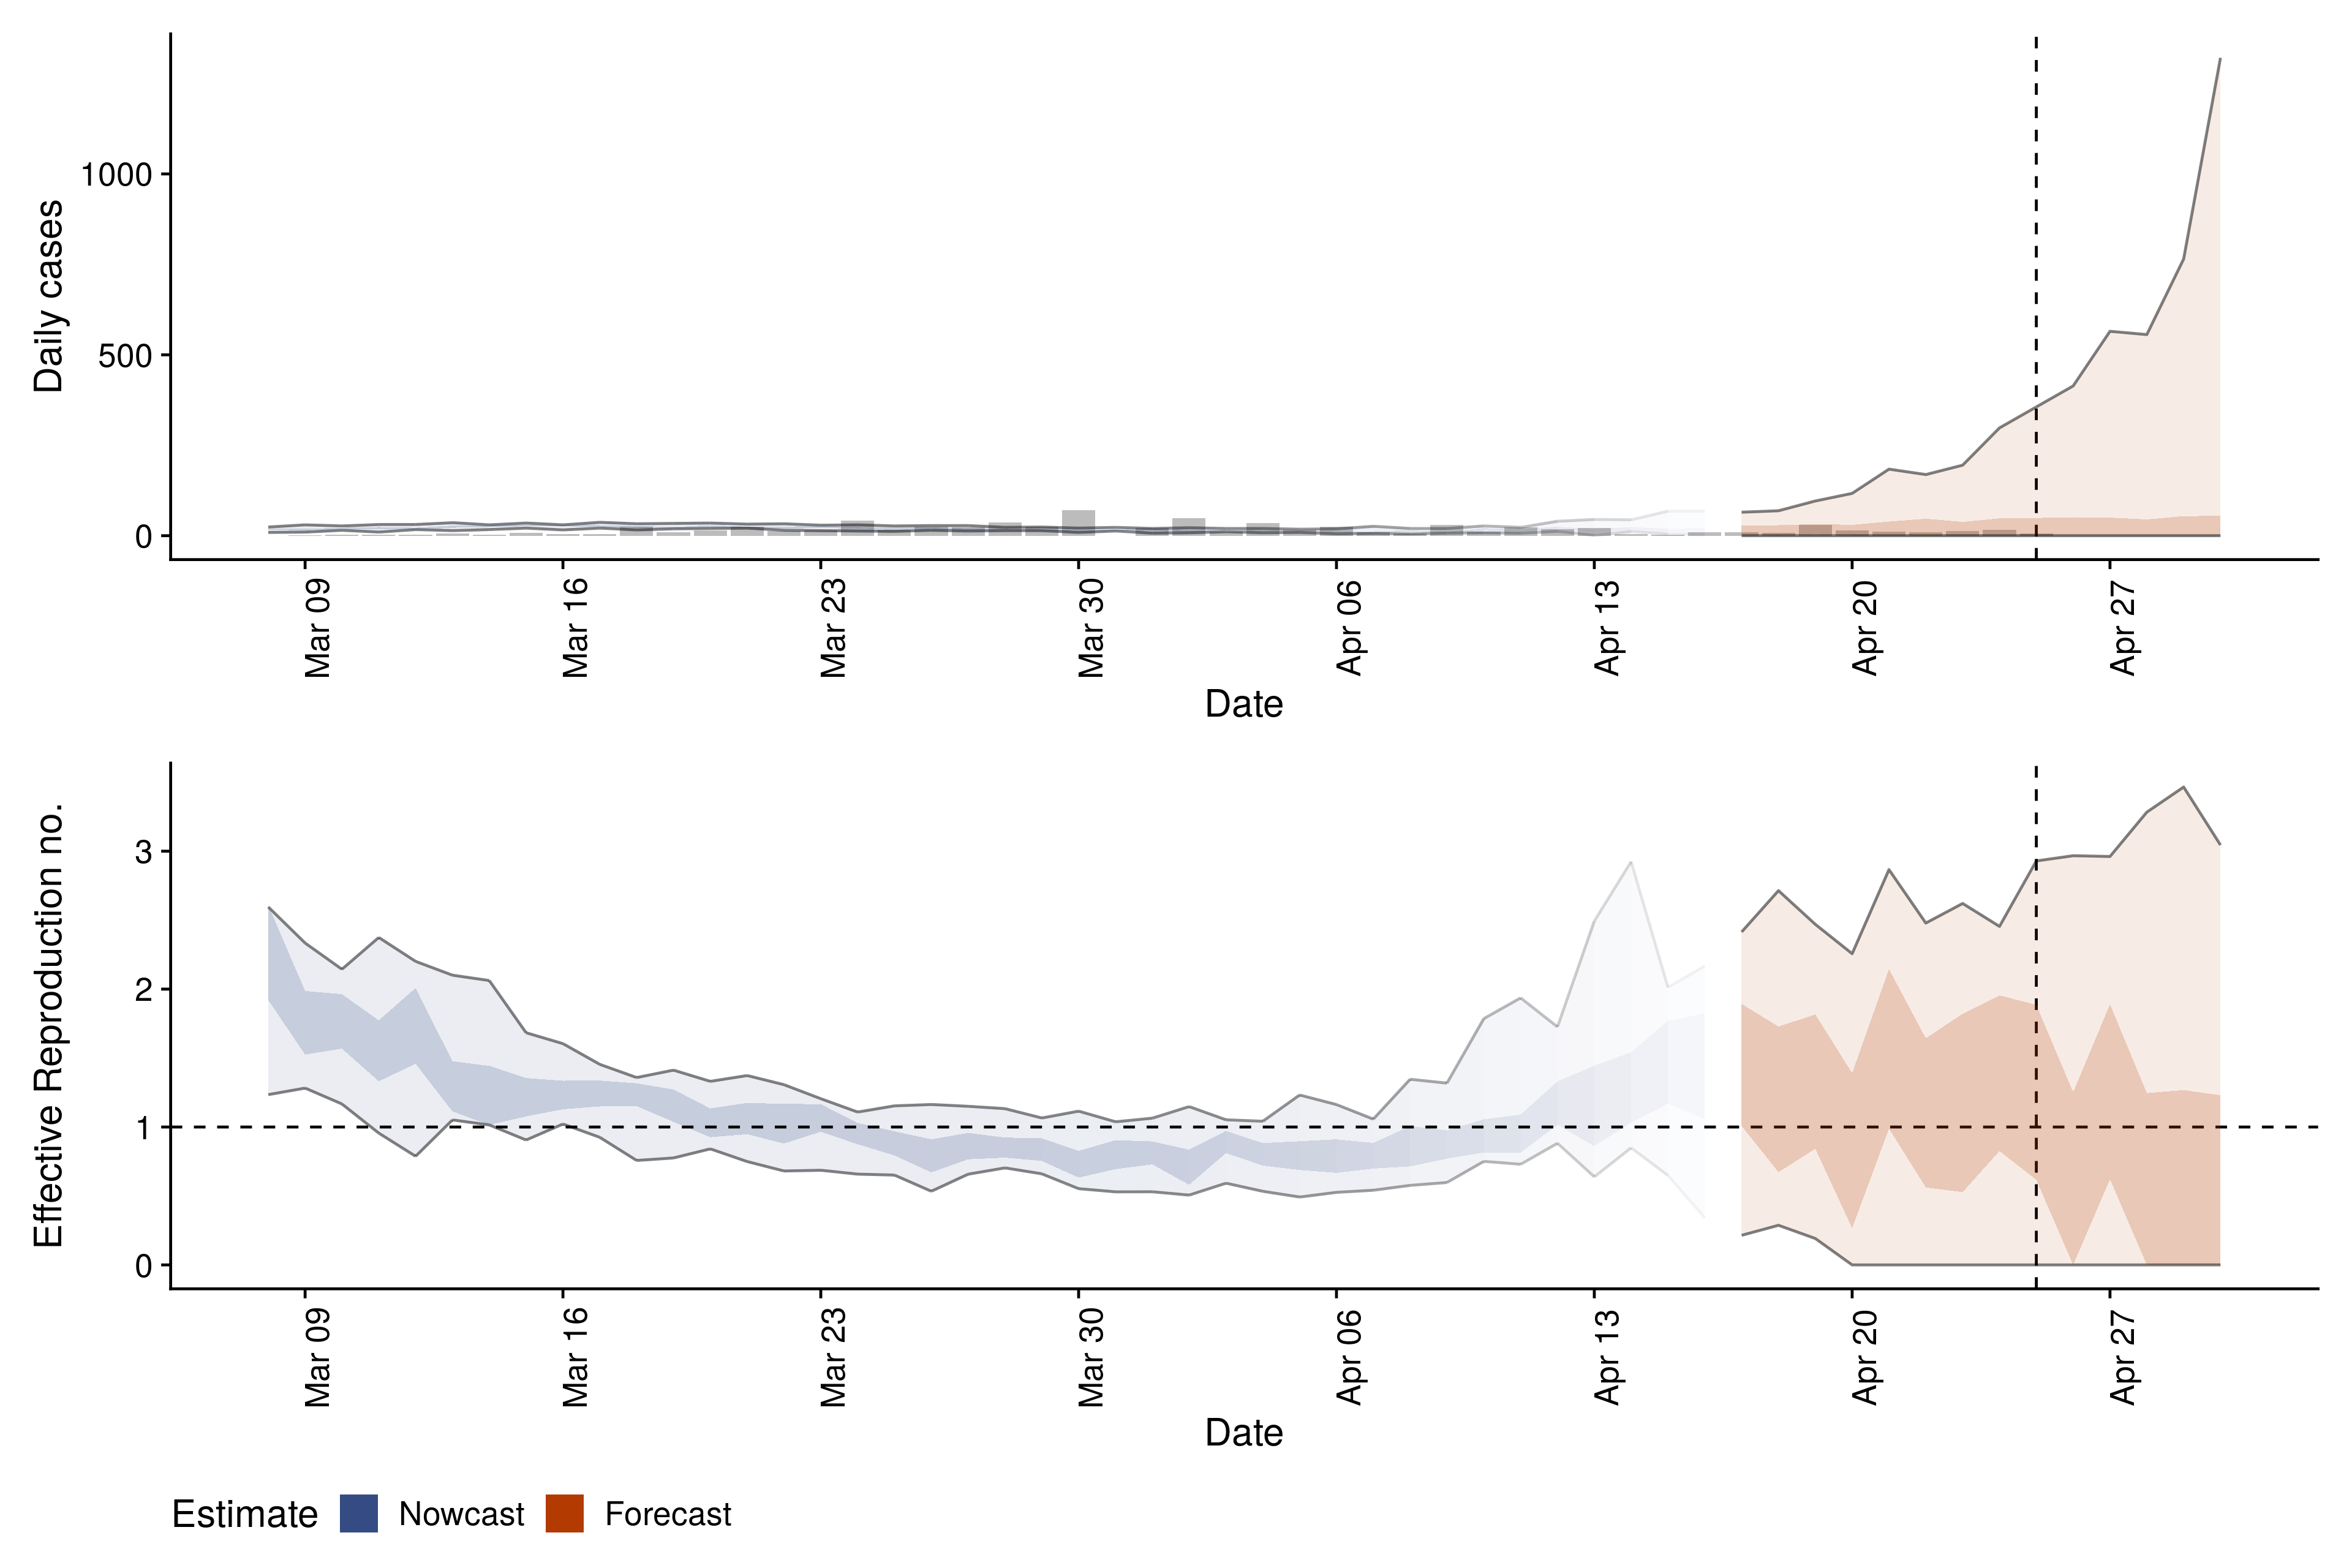 Daily cases
1000
500
0
Mar 09 Mar 16 Mar 23 Mar 30 Apr 06 Apr 13 Apr 20 Apr 27
Date
Effective Reproduction no.
3
2
1
0
Mar 09 Mar 16 Mar 23 Mar 30 Apr 06 Apr 13 Apr 20 Apr 27
Date
Estimate Nowcast Forecast